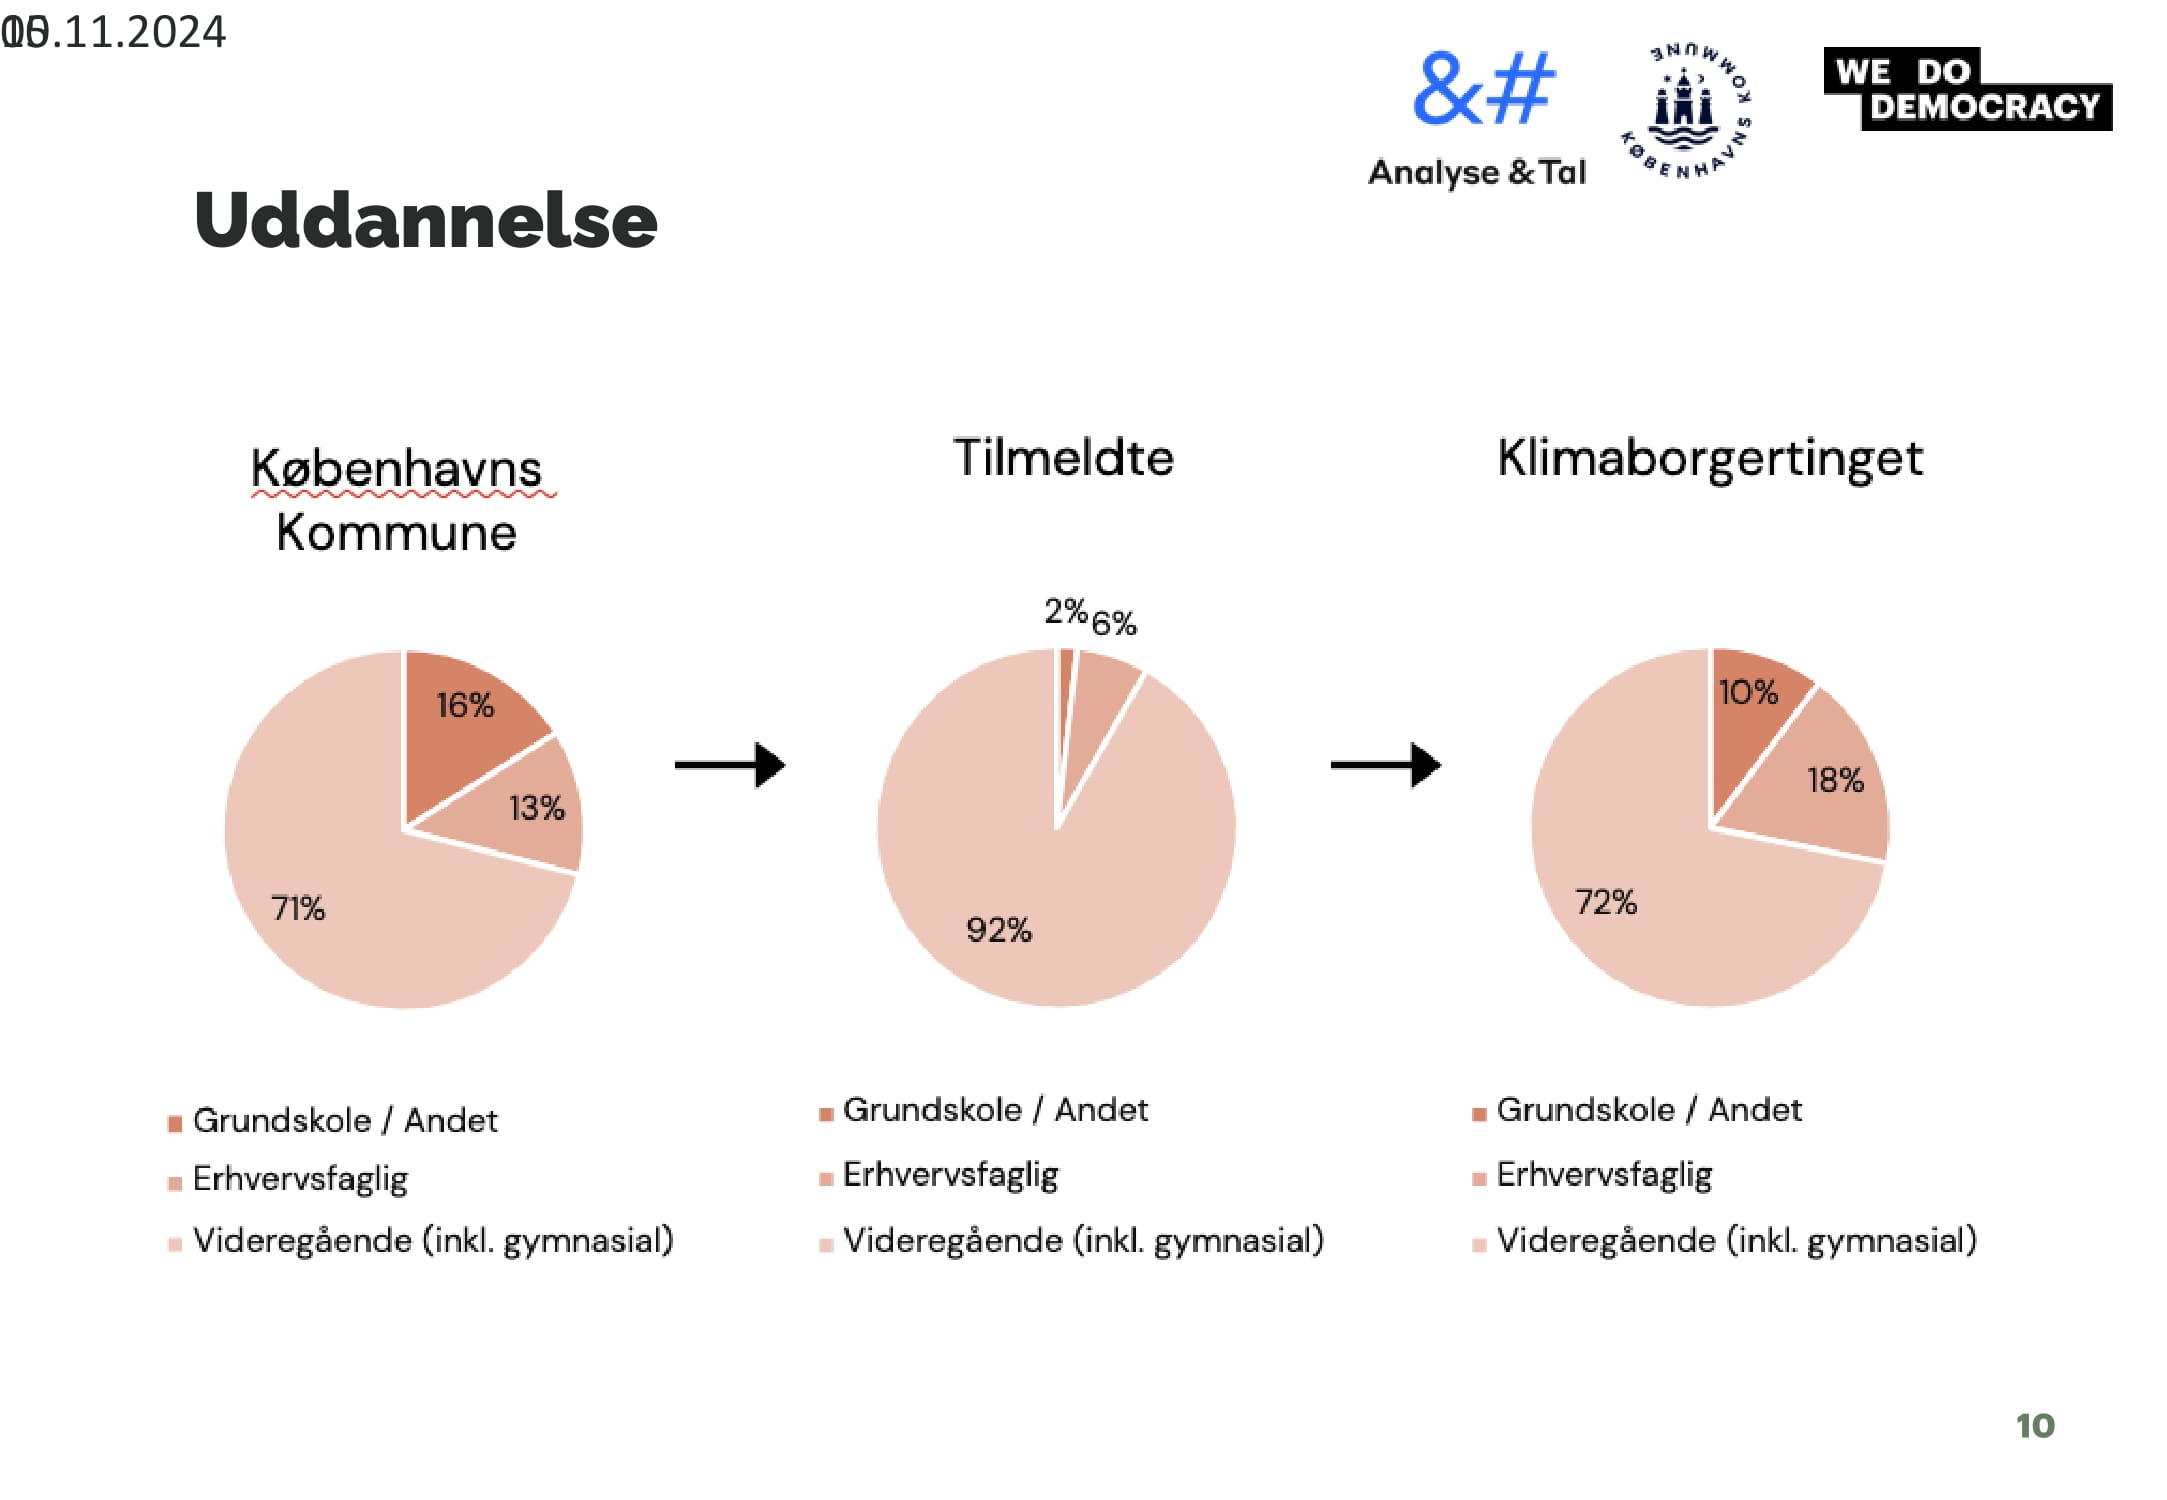 .11.2024
&#
Analyse & Tal
KØBENHAVNS KOMMUNE
WE DO
DEMOCRACY
Uddannelse
Københavns
Kommune
16%
13%
71%
Grundskole / Andet
Erhvervsfaglig
Videregående (inkl. gymnasial)
Tilmeldte
2%
6%
92%
Grundskole / Andet
Erhvervsfaglig
Videregående (inkl. gymnasial)
Klimaborgertinget
10%
18%
72%
Grundskole / Andet
Erhvervsfaglig
Videregående (inkl. gymnasial)
10